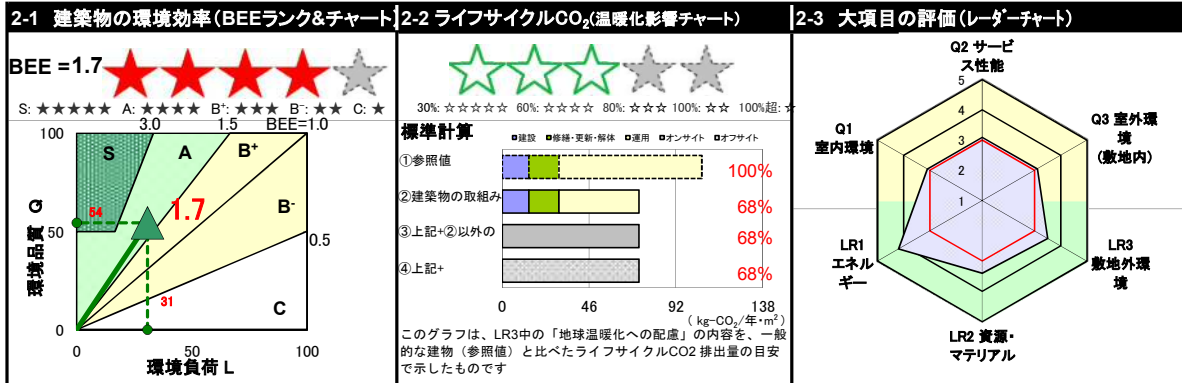 2-1 建築物の環境効率(BEEランク&チャート)
BEE =1.7
S: ★★★★★ A: ★★★★ B⁺: ★★★ B⁻: ★★ C: ★
3.0 1.5 BEE=1.0
100
S
A
B⁺
B⁻
C
54
1.7
50
0.5
31
0
環境品質 Q
0 50 100
環境負荷 L
2-2 ライフサイクルCO₂(温暖化影響チャート)
30%: ☆☆☆☆☆ 60%: ☆☆☆☆ 80%: ☆☆☆ 100%: ☆☆ 100%超: ☆
標準計算
建設 修繕・更新・解体 運用 オンサイト オフサイト
①参照値 100%
②建築物の取組み 68%
③上記+②以外の 68%
④上記+ 68%
0 46 92 138
( kg-CO₂/年・m² )
このグラフは、LR3中の「地球温暖化への配慮」の内容を、一般
的な建物(参照値)と比べたライフサイクルCO2 排出量の目安
で示したものです
2-3 大項目の評価(レーダーチャート)
Q2 サービ
ス性能
Q1
室内環境
Q3 室外環
境
(敷地内)
5
4
3
2
1
LR1
エネル
ギー
LR3
敷地外環
境
LR2 資源・
マテリアル